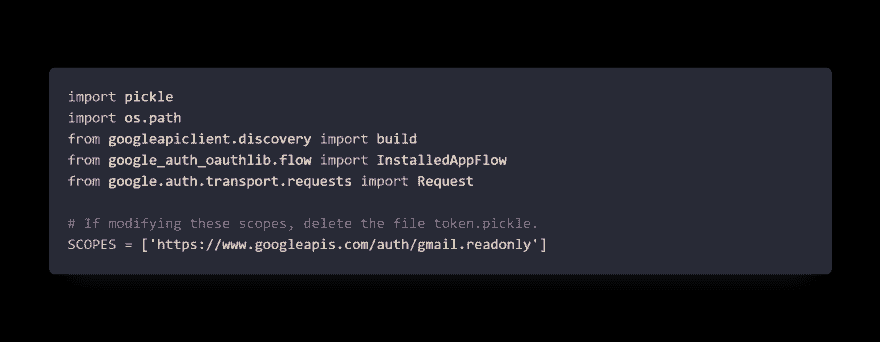 import pickle
import os.path
from googleapiclient.discovery import build
from google_auth_oauthlib.flow import InstalledAppFlow
from google.auth.transport.requests import Request
# If modifying these scopes, delete the file token.pickle.
SCOPES = ['https://www.googleapis.com/auth/gmail.readonly']